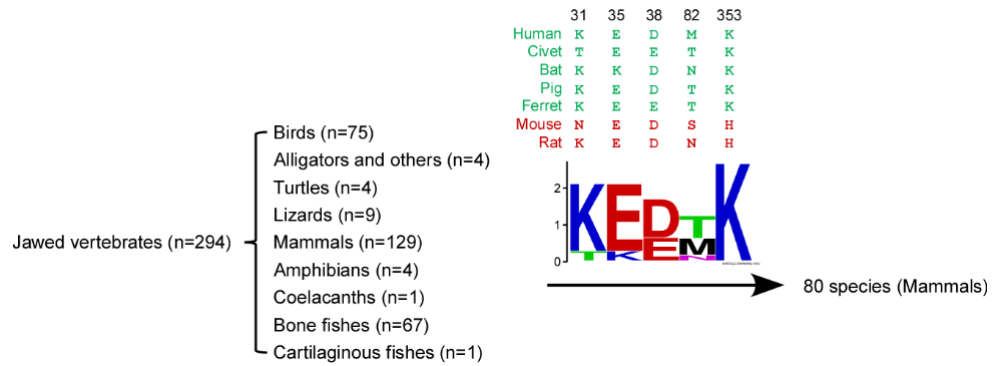 31 35 38 82 353
Human K E D M K
Civet T E E T K
Bat K K D N K
Pig K E D T K
Ferret K E E T K
Mouse N E D S H
Rat K E D N H
Birds (n=75)
Alligators and others (n=4)
Turtles (n=4)
Lizards (n=9)
Jawed vertebrates (n=294)
Mammals (n=129)
Amphibians (n=4)
Coelacanths (n=1)
Bone fishes (n=67)
Cartilaginous fishes (n=1)
2
1
0
K E D T K
T K E M
N
80 species (Mammals)